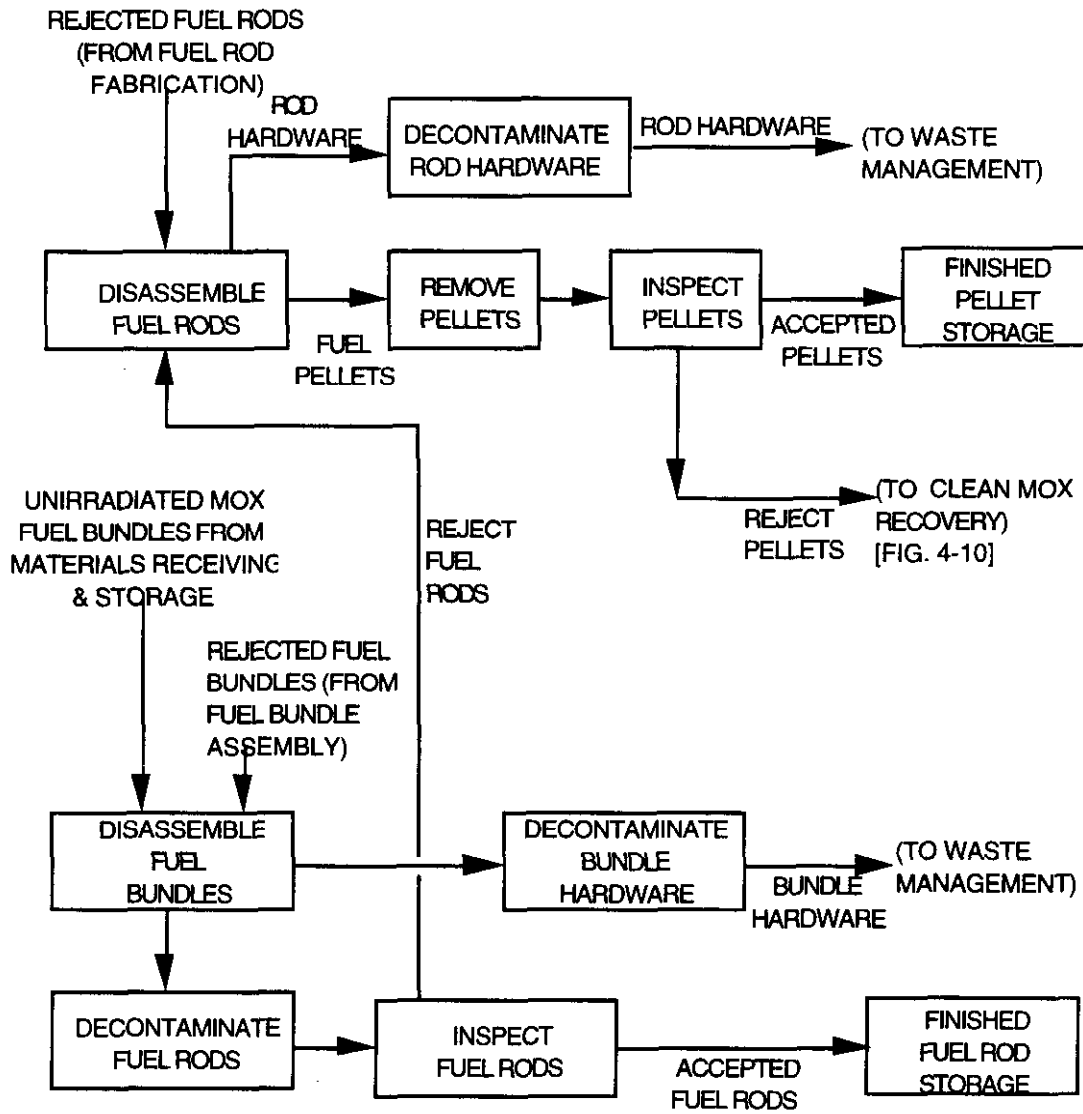 REJECTED FUEL RODS
(FROM FUEL ROD
FABRICATION)
ROD
HARDWARE
DECONTAMINATE
ROD HARDWARE
ROD HARDWARE
(TO WASTE
MANAGEMENT)
DISASSEMBLE
FUEL RODS
FUEL
PELLETS
REMOVE
PELLETS
INSPECT
PELLETS
ACCEPTED
PELLETS
FINISHED
PELLET
STORAGE
REJECT
PELLETS
(TO CLEAN MOX
RECOVERY)
[FIG. 4-10]
UNIRRADIATED MOX
FUEL BUNDLES FROM
MATERIALS RECEIVING
& STORAGE
REJECT
FUEL
RODS
REJECTED FUEL
BUNDLES (FROM
FUEL BUNDLE
ASSEMBLY)
DISASSEMBLE
FUEL
BUNDLES
DECONTAMINATE
BUNDLE
HARDWARE
BUNDLE
HARDWARE
(TO WASTE
MANAGEMENT)
DECONTAMINATE
FUEL RODS
INSPECT
FUEL RODS
ACCEPTED
FUEL RODS
FINISHED
FUEL ROD
STORAGE